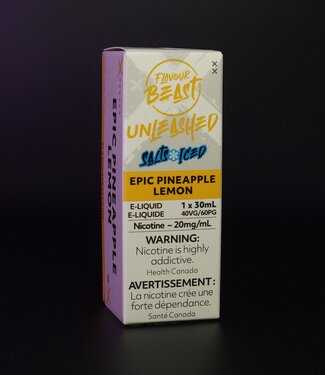 FLAVOUR
BEAST
UNLEASHED
SALTS ICED
EPIC PINEAPPLE
LEMON
E-LIQUID 1 x 30mL
E-LIQUIDE 40VG/60PG
Nicotine – 20mg/mL
WARNING:
Nicotine is highly
addictive.
Health Canada
AVERTISSEMENT :
La nicotine crée une
forte dépendance.
Santé Canada
EPIC PINEAPPLE
LEMON